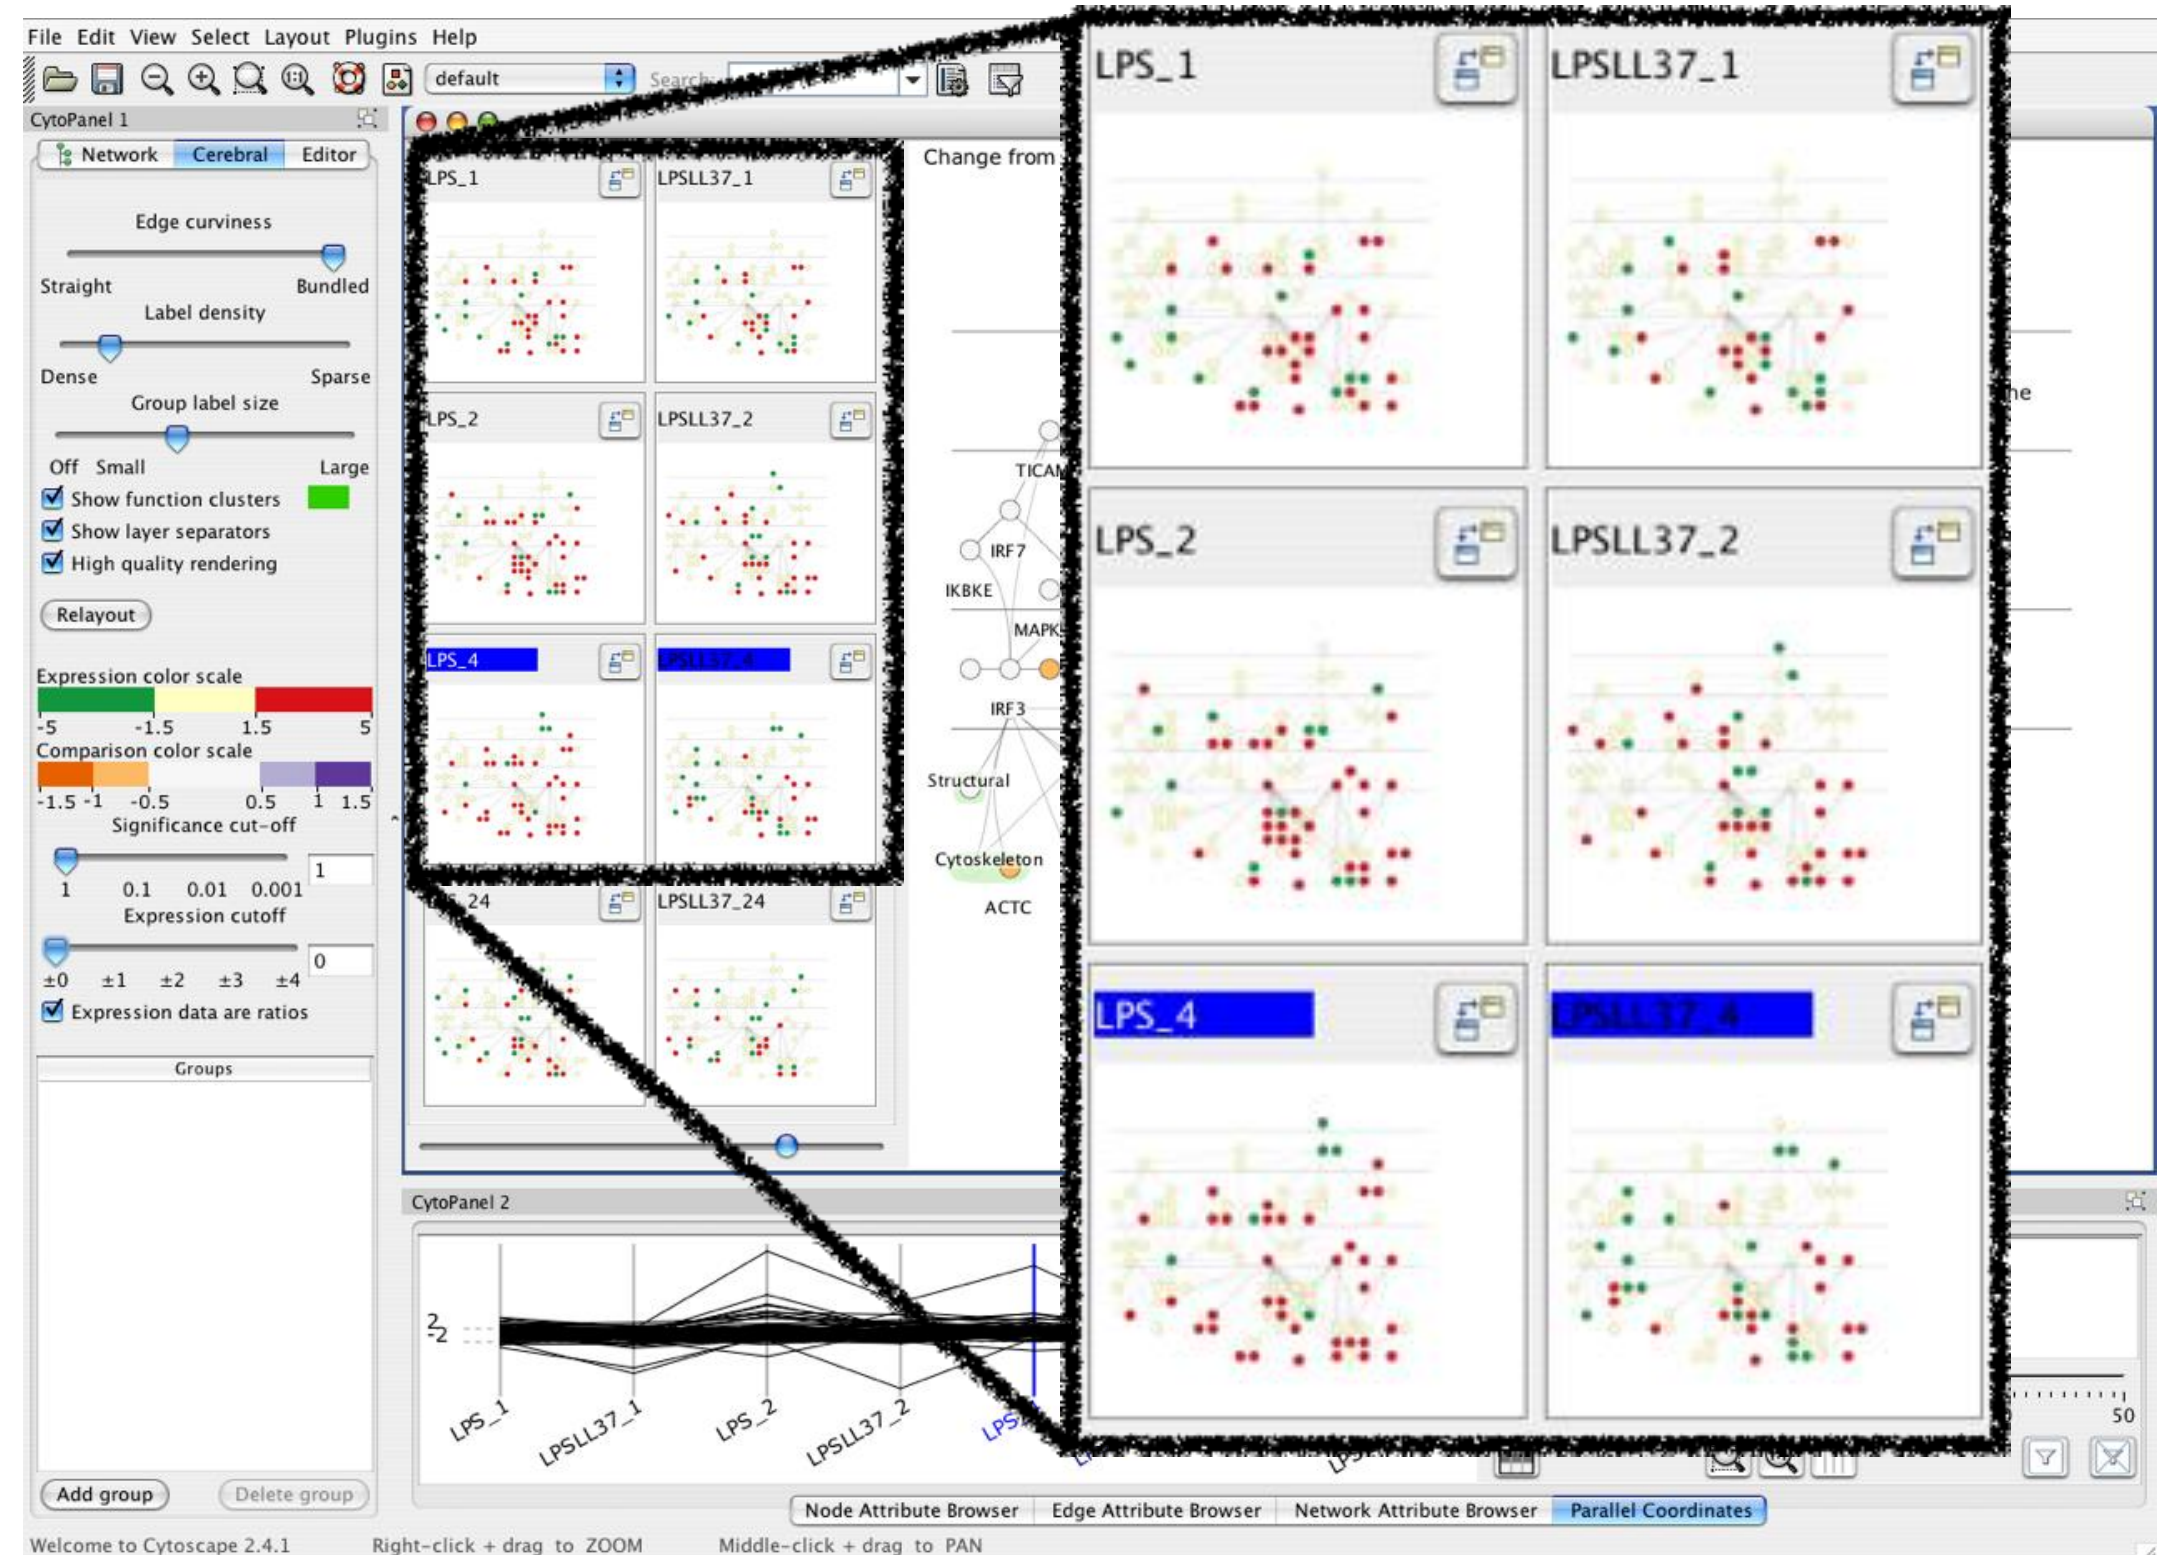 File Edit View Select Layout Plugins Help
default
Search:
CytoPanel 1
Network Cerebral Editor
Edge curviness
Straight Bundled
Label density
Dense Sparse
Group label size
Off Small Large
Show function clusters
Show layer separators
High quality rendering
Relayout
Expression color scale
-5 -1.5 1.5 5
Comparison color scale
-1.5 -1 -0.5 0.5 1 1.5
Significance cut-off
1
1 0.1 0.01 0.001
Expression cutoff
0
±0 ±1 ±2 ±3 ±4
Expression data are ratios
Groups
Add group Delete group
LPS_1 LPSLL37_1
LPS_2 LPSLL37_2
LPS_4 LPSLL37_4
24 LPSLL37_24
Change from
TICAM
IRF7
IKBKE
MAPK
IRF3
Structural
Cytoskeleton
ACTC
LPS_1 LPSLL37_1
LPS_2 LPSLL37_2
LPS_4 LPSLL37_4
CytoPanel 2
2
-2
LPS_1 LPSLL37_1 LPS_2 LPSLL37_2 LPS
50
Node Attribute Browser Edge Attribute Browser Network Attribute Browser Parallel Coordinates
Welcome to Cytoscape 2.4.1 Right-click + drag to ZOOM Middle-click + drag to PAN